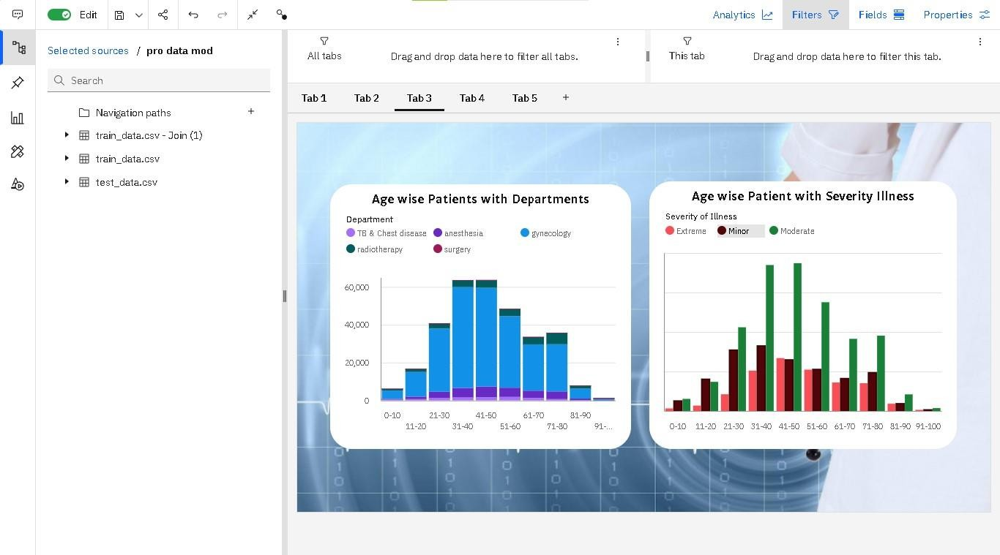 Edit
Analytics
Filters
Fields
Properties
Selected sources / pro data mod
Search
Navigation paths
train_data.csv - Join (1)
train_data.csv
test_data.csv
All tabs
Drag and drop data here to filter all tabs.
This tab
Drag and drop data here to filter this tab.
Tab 1 Tab 2 Tab 3 Tab 4 Tab 5
Age wise Patients with Departments
Department
TB & Chest disease anesthesia gynecology
radiotherapy surgery
60,000
40,000
20,000
0
0-10 21-30 41-50 61-70 81-90
11-20 31-40 51-60 71-80 91-...
Age wise Patient with Severity Illness
Severity of Illness
Extreme Minor Moderate
0-10 11-20 21-30 31-40 41-50 51-60 61-70 71-80 81-90 91-100